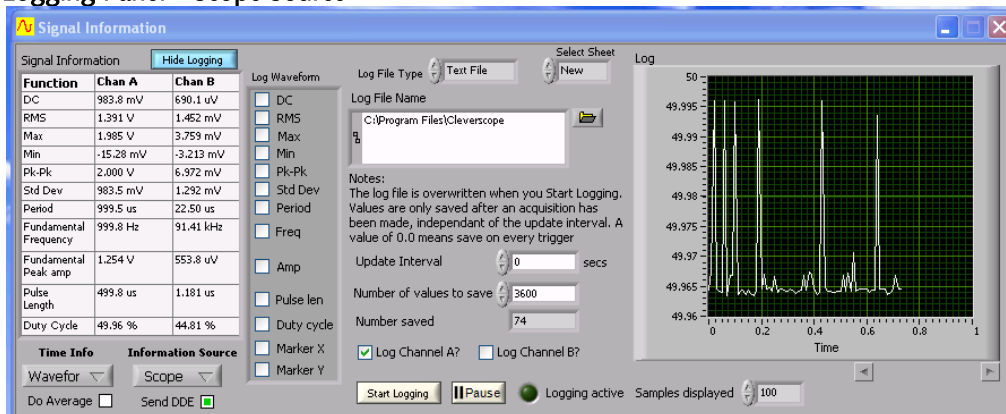 Logging Panel - Scope Source
Signal Information
Signal Information Hide Logging
Function Chan A Chan B
DC 983.8 mV 690.1 uV
RMS 1.391 V 1.452 mV
Max 1.985 V 3.759 mV
Min -15.28 mV -3.213 mV
Pk-Pk 2.000 V 6.972 mV
Std Dev 983.5 mV 1.292 mV
Period 999.5 us 22.50 us
Fundamental Frequency 999.8 Hz 91.41 kHz
Fundamental Peak amp 1.254 V 553.8 uV
Pulse Length 499.8 us 1.181 us
Duty Cycle 49.96 % 44.81 %
Time Info Information Source
Wavefor Scope
Do Average Send DDE
Log Waveform
DC
RMS
Max
Min
Pk-Pk
Std Dev
Period
Freq
Amp
Pulse len
Duty cycle
Marker X
Marker Y
Log File Type Text File
Select Sheet
New
Log File Name
C:\Program Files\Cleverscope
Notes:
The log file is overwritten when you Start Logging.
Values are only saved after an acquisition has
been made, independant of the update interval. A
value of 0.0 means save on every trigger
Update Interval 0 secs
Number of values to save 3600
Number saved 74
Log Channel A? Log Channel B?
Start Logging Pause Logging active Samples displayed 100
Log
50
49.995
49.99
49.985
49.98
49.975
49.97
49.965
49.96
0 0.2 0.4 0.6 0.8 1
Time